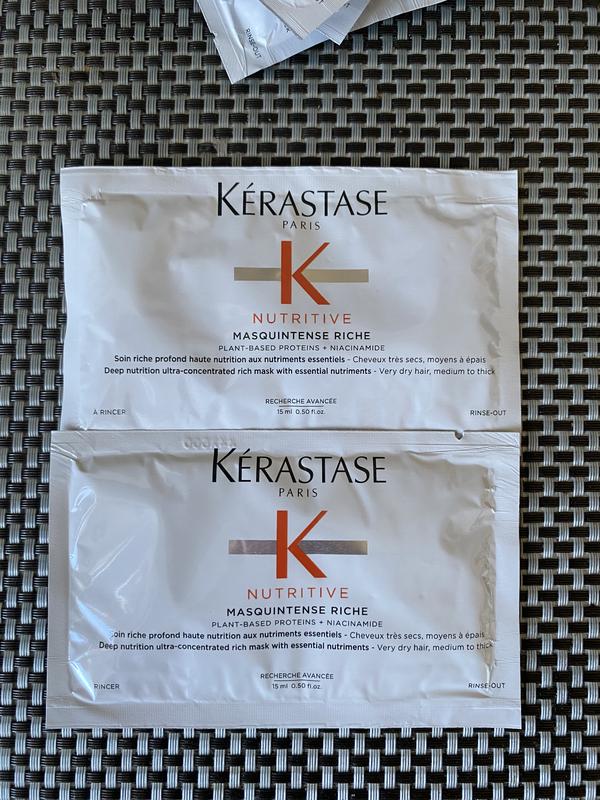 RINSE-OUT
KÉRASTASE
PARIS
K
NUTRITIVE
MASQUINTENSE RICHE
PLANT-BASED PROTEINS + NIACINAMIDE
Soin riche profond haute nutrition aux nutriments essentiels - Cheveux très secs, moyens à épais
Deep nutrition ultra-concentrated rich mask with essential nutriments - Very dry hair, medium to thick
RECHERCHE AVANCÉE
15 ml 0.50 fl.oz.
À RINCER
RINSE-OUT
KÉRASTASE
PARIS
K
NUTRITIVE
MASQUINTENSE RICHE
PLANT-BASED PROTEINS + NIACINAMIDE
oin riche profond haute nutrition aux nutriments essentiels - Cheveux très secs, moyens à épais
Deep nutrition ultra-concentrated rich mask with essential nutriments - Very dry hair, medium to thick
RECHERCHE AVANCÉE
15 ml 0.50 fl.oz.
RINCER
RINSE-OUT